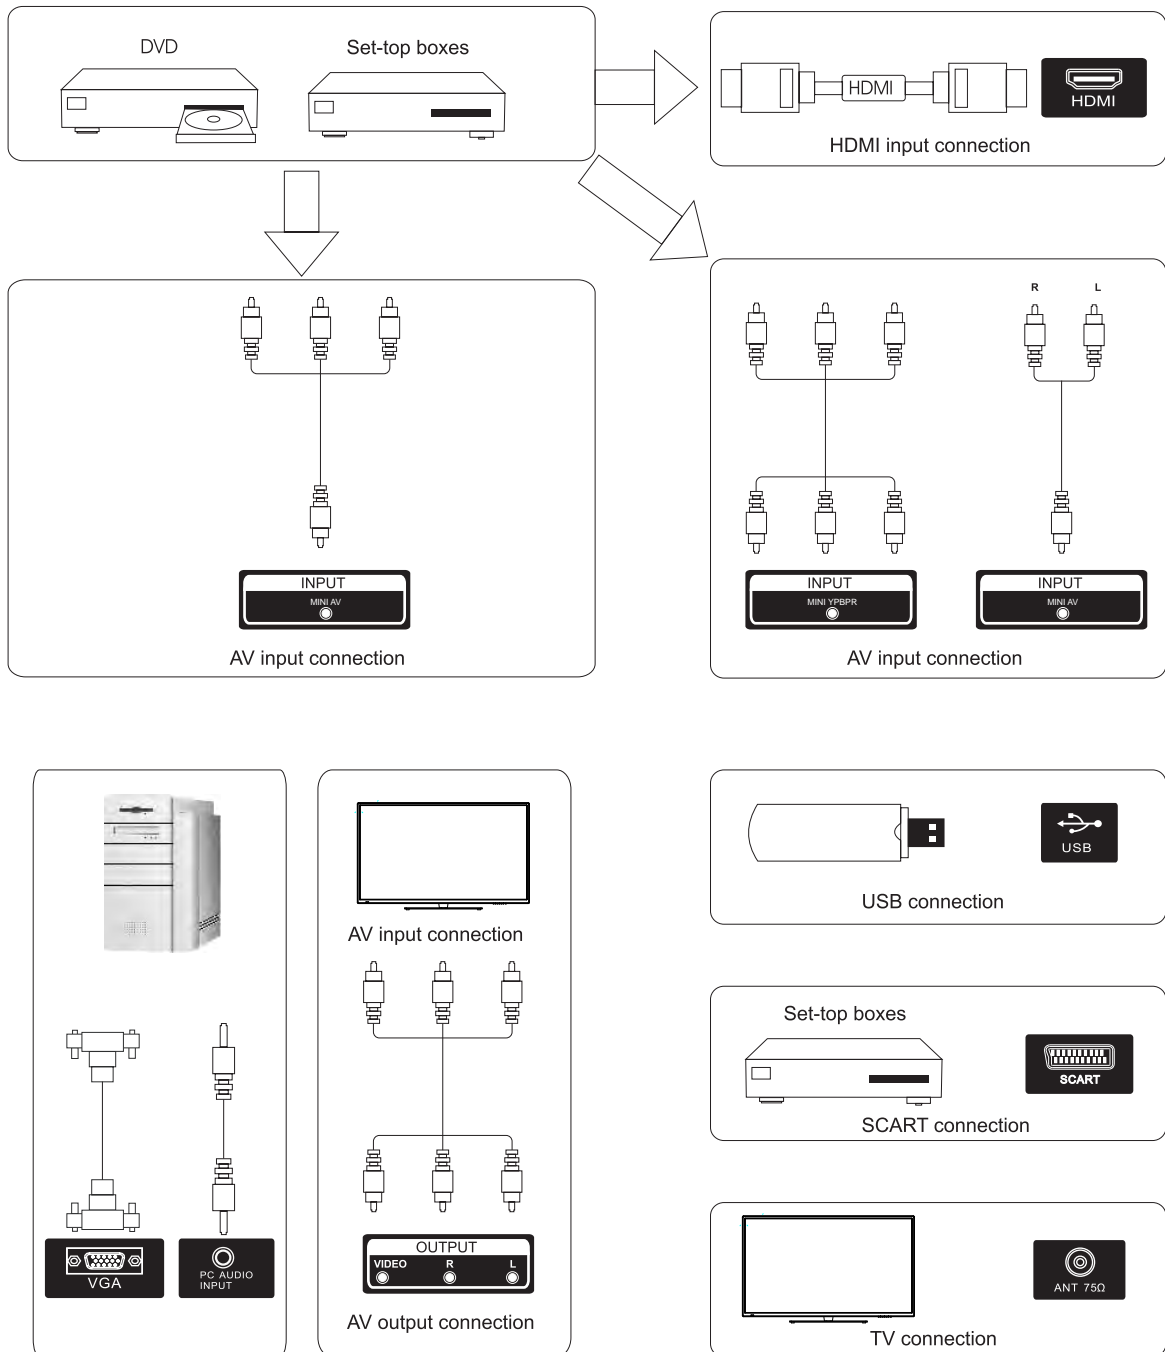 DVD
Set-top boxes
HDMI
HDMI
HDMI input connection
INPUT
MINI AV
AV input connection
R L
INPUT
MINI YPBPR
INPUT
MINI AV
AV input connection
VGA
PC AUDIO
INPUT
AV input connection
OUTPUT
VIDEO R L
AV output connection
USB
USB connection
Set-top boxes
SCART
SCART connection
ANT 75Ω
TV connection